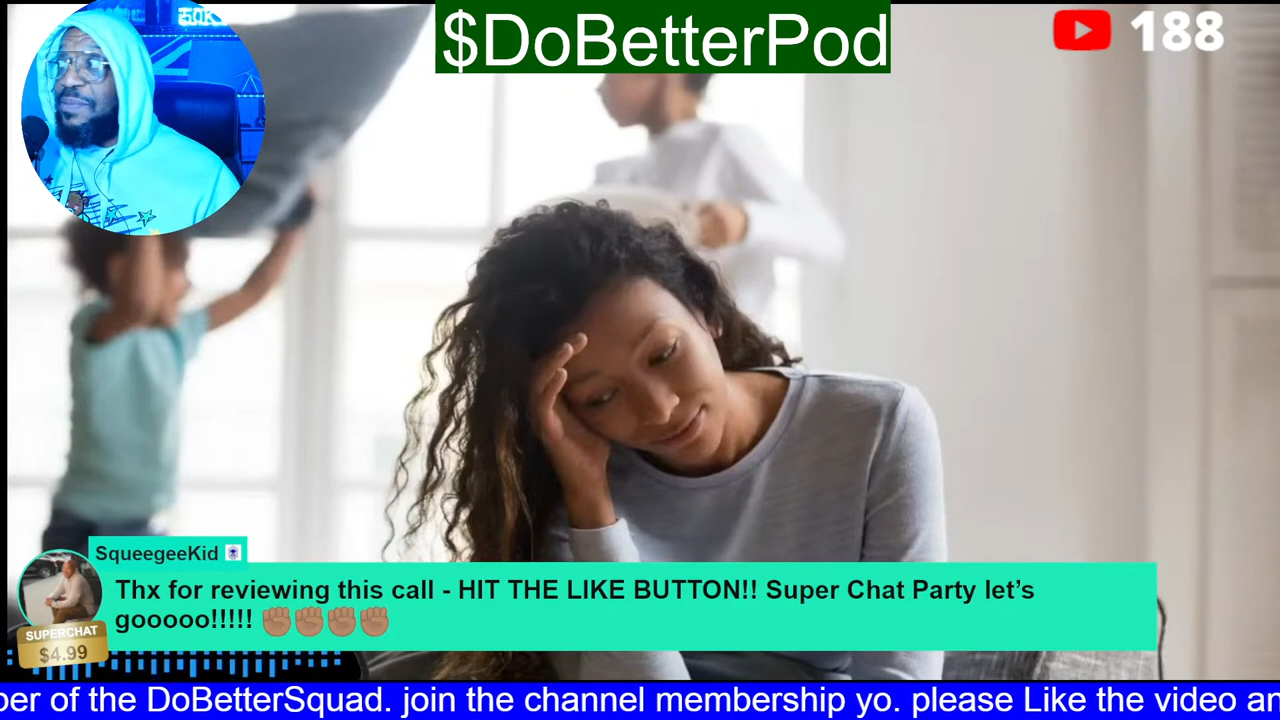 $DoBetterPod
188
SqueegeeKid
Thx for reviewing this call - HIT THE LIKE BUTTON!! Super Chat Party let’s
gooooo!!!!! ✊🏽✊🏽✊🏽✊🏽
SUPERCHAT
$4.99
ber of the DoBetterSquad. join the channel membership yo. please Like the video an